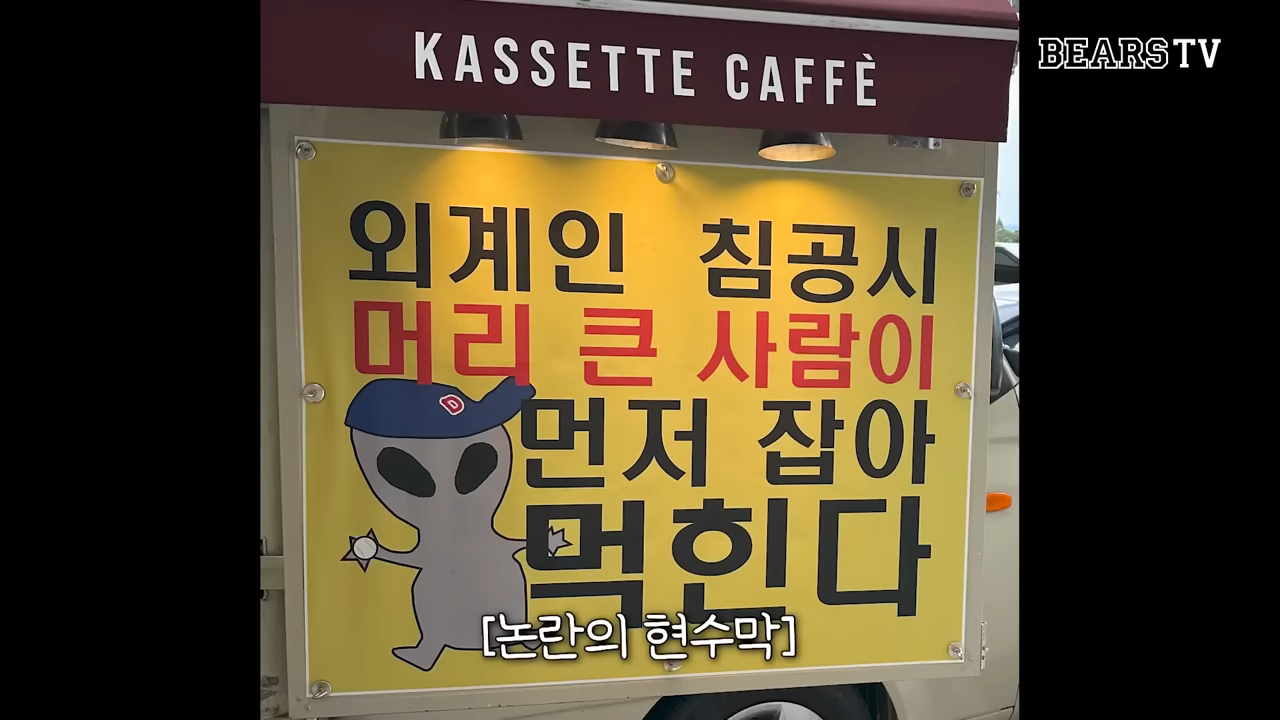 KASSETTE CAFFÈ
BEARS TV
외계인 침공시
머리 큰 사람이
D
먼저 잡아
먹힌다
[논란의 현수막]